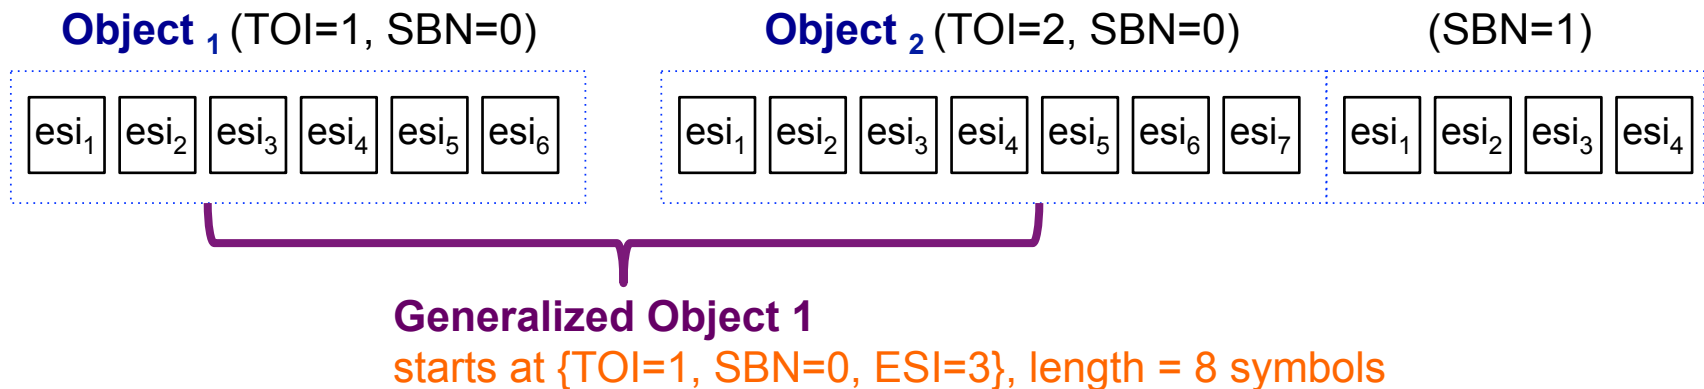 Object 1 (TOI=1, SBN=0) Object 2 (TOI=2, SBN=0) (SBN=1)
esi1 esi2 esi3 esi4 esi5 esi6 esi1 esi2 esi3 esi4 esi5 esi6 esi7 esi1 esi2 esi3 esi4
Generalized Object 1
starts at {TOI=1, SBN=0, ESI=3}, length = 8 symbols